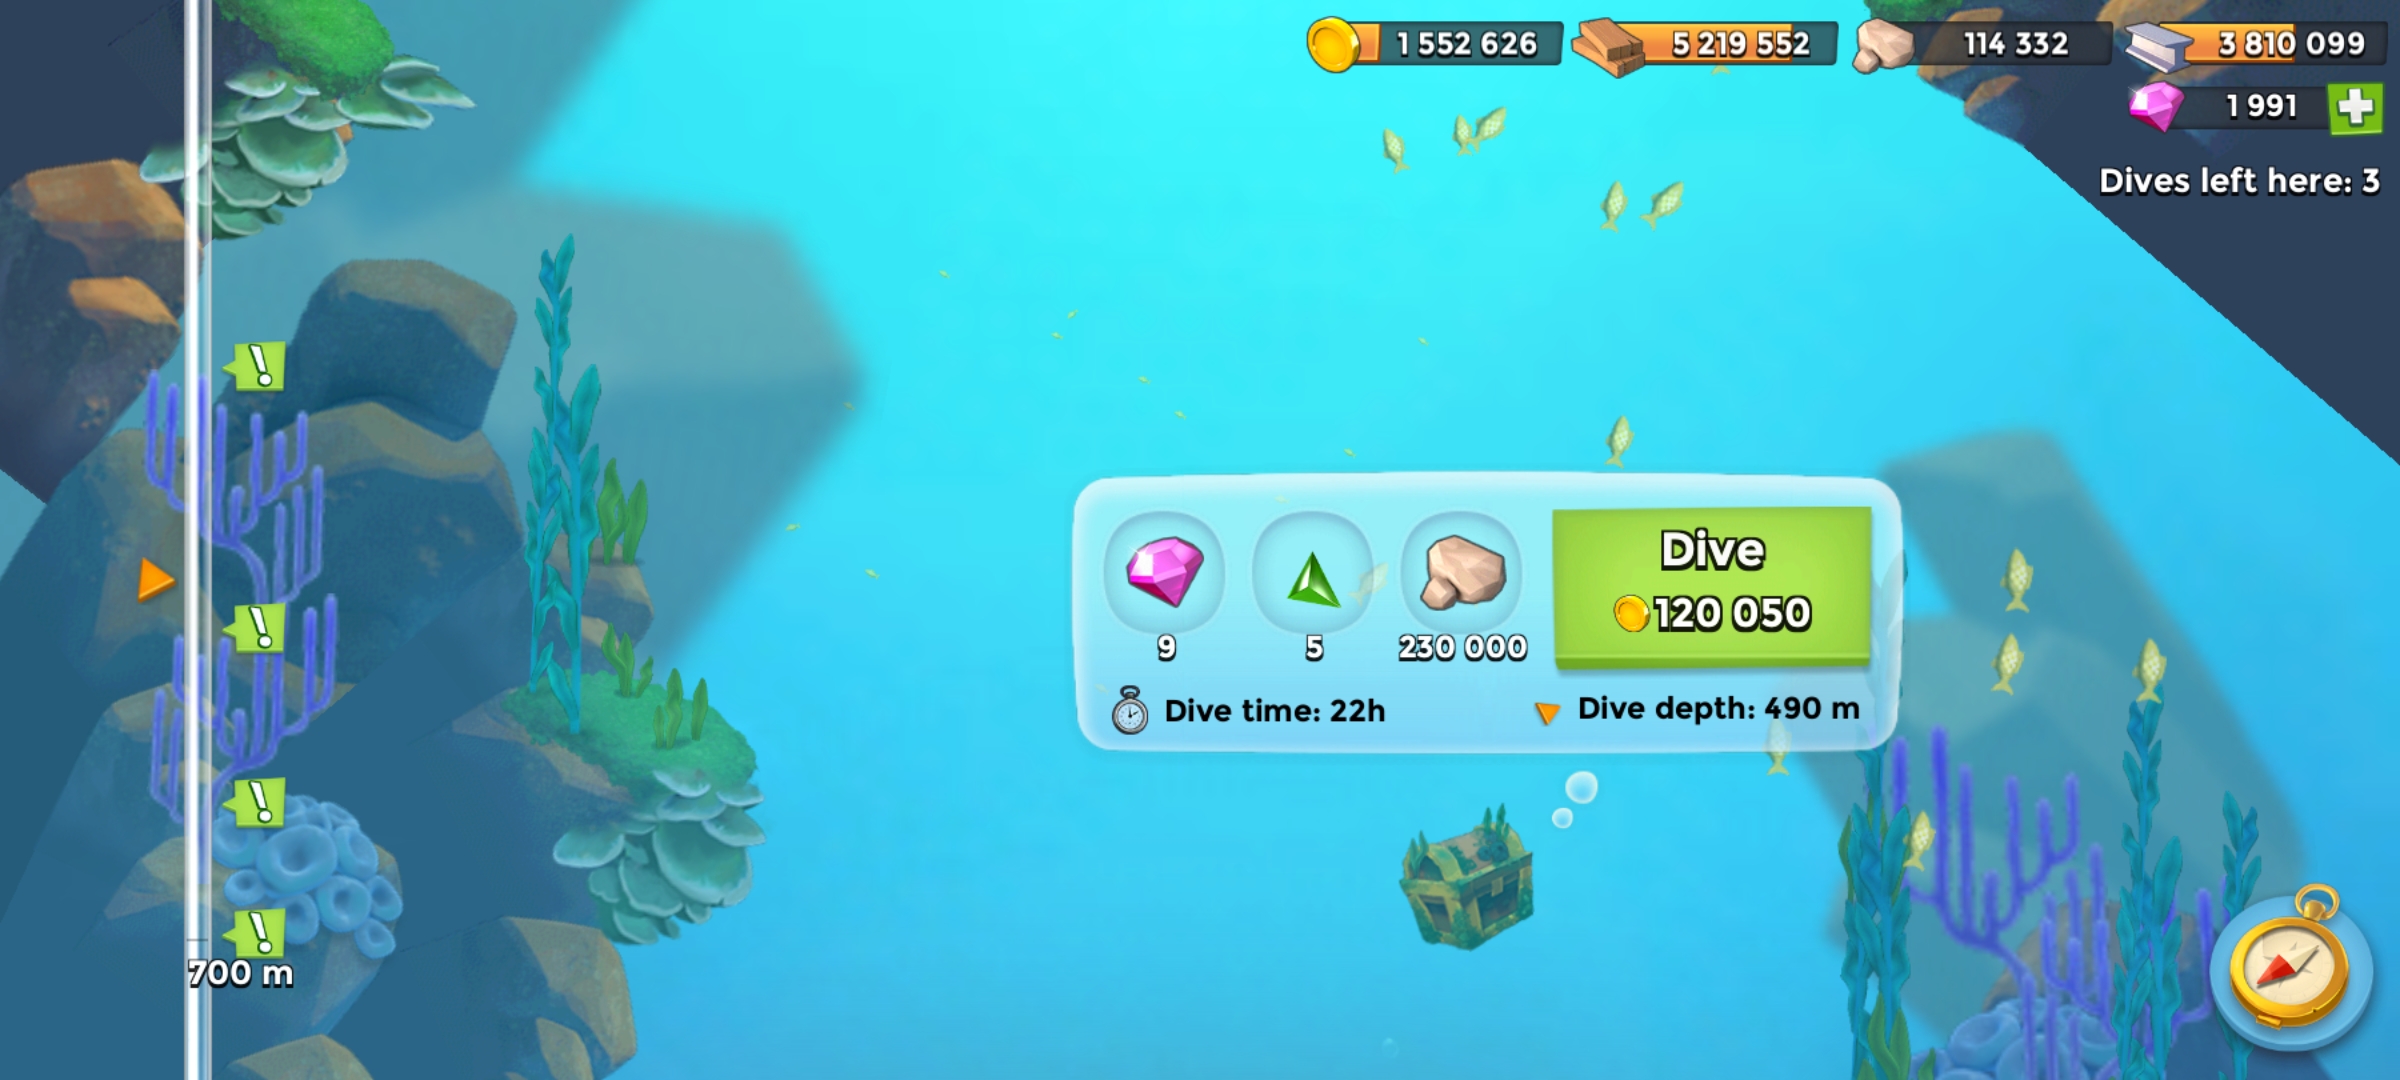 1 552 626
5 219 552
114 332
3 810 099
1 991
Dives left here: 3
!
!
!
!
700 m
Dive
120 050
9
5
230 000
Dive time: 22h
Dive depth: 490 m